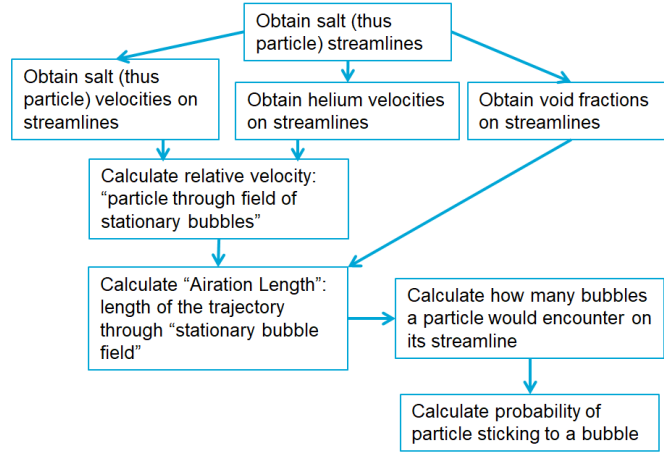 Obtain salt (thus
particle) streamlines
Obtain salt (thus
particle) velocities on
streamlines
Obtain helium velocities
on streamlines
Obtain void fractions
on streamlines
Calculate relative velocity:
“particle through field of
stationary bubbles”
Calculate “Airation Length”:
length of the trajectory
through “stationary bubble
field”
Calculate how many bubbles
a particle would encounter on
its streamline
Calculate probability of
particle sticking to a bubble